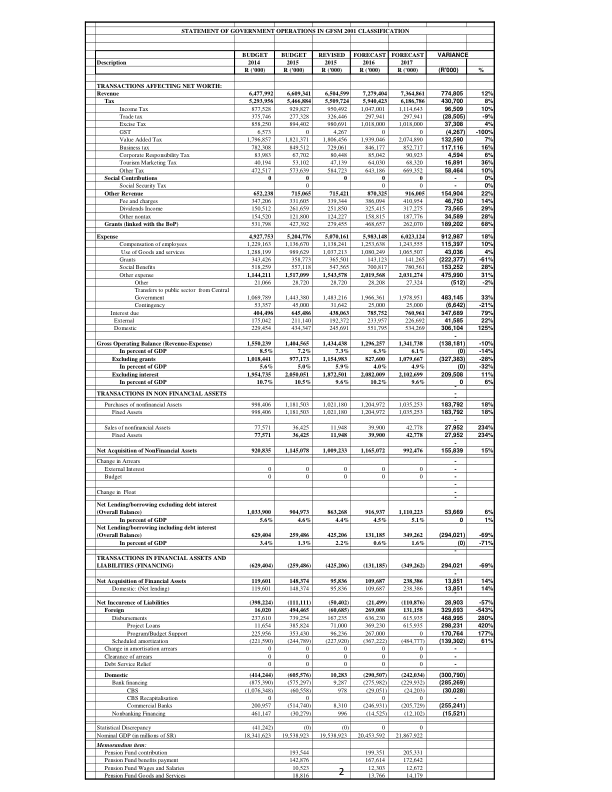 STATEMENT OF GOVERNMENT OPERATIONS IN GFSM 2001 CLASSIFICATION
BUDGET BUDGET REVISED FORECAST FORECAST VARIANCE
Description 2014 2015 2015 2016 2017
R ('000) R ('000) R ('000) R ('000) R ('000) (R'000) %
TRANSACTIONS AFFECTING NET WORTH:
Revenue 6,477,992 6,609,341 6,504,599 7,279,404 7,364,861 774,805 12%
Tax 5,293,956 5,466,884 5,509,724 5,940,423 6,186,786 430,700 8%
Income Tax 877,528 929,827 950,492 1,047,001 1,114,643 96,509 10%
Trade tax 375,746 277,328 326,446 297,941 297,941 (28,505) -9%
Excise Tax 858,250 894,402 980,691 1,018,000 1,018,000 37,308 4%
GST 6,573 0 4,267 0 0 (4,267) -100%
Value Added Tax 1,796,857 1,821,371 1,806,456 1,939,046 2,074,890 132,590 7%
Business tax 782,308 849,512 729,061 846,177 852,717 117,116 16%
Corporate Responsibility Tax 83,983 67,702 80,448 85,042 90,923 4,594 6%
Tourism Marketing Tax 40,194 53,102 47,139 64,030 68,320 16,891 36%
Other Tax 472,517 573,639 584,723 643,186 669,352 58,464 10%
Social Contributions 0 0 0 0 0 - 0%
Social Security Tax 0 0 0 0 - 0%
Other Revenue 652,238 715,065 715,421 870,325 916,005 154,904 22%
Fee and charges 347,206 331,605 339,344 386,094 410,954 46,750 14%
Dividends Income 150,512 261,659 251,850 325,415 317,275 73,565 29%
Other nontax 154,520 121,800 124,227 158,815 187,776 34,589 28%
Grants (linked with the BoP) 531,798 427,392 279,455 468,657 262,070 189,202 68%
Expense 4,927,753 5,204,776 5,070,161 5,983,148 6,023,124 912,987 18%
Compensation of employees 1,229,163 1,136,670 1,138,241 1,253,638 1,243,555 115,397 10%
Use of Goods and services 1,288,199 989,629 1,037,213 1,080,249 1,065,507 43,036 4%
Grants 343,426 358,773 365,501 143,123 141,265 (222,377) -61%
Social Benefits 518,259 557,118 547,565 700,817 780,561 153,252 28%
Other expense 1,144,211 1,517,099 1,543,578 2,019,568 2,031,274 475,990 31%
Other 21,066 28,720 28,720 28,208 27,324 (512) -2%
Transfers to public sector from Central
Government 1,069,789 1,443,380 1,483,216 1,966,361 1,978,951 483,145 33%
Contingency 53,357 45,000 31,642 25,000 25,000 (6,642) -21%
Interest due 404,496 645,486 438,063 785,752 760,961 347,689 79%
External 175,042 211,140 192,372 233,957 226,692 41,585 22%
Domestic 229,454 434,347 245,691 551,795 534,269 306,104 125%
Gross Operating Balance (Revenue-Expense) 1,550,239 1,404,565 1,434,438 1,296,257 1,341,738 (138,181) -10%
In percent of GDP 8.5% 7.2% 7.3% 6.3% 6.1% (0) -14%
Excluding grants 1,018,441 977,173 1,154,983 827,600 1,079,667 (327,383) -28%
In percent of GDP 5.6% 5.0% 5.9% 4.0% 4.9% (0) -32%
Excluding interest 1,954,735 2,050,051 1,872,501 2,082,009 2,102,699 209,508 11%
In percent of GDP 10.7% 10.5% 9.6% 10.2% 9.6% 0 6%
TRANSACTIONS IN NON FINANCIAL ASSETS -
Purchases of nonfinancial Assets 998,406 1,181,503 1,021,180 1,204,972 1,035,253 183,792 18%
Fixed Assets 998,406 1,181,503 1,021,180 1,204,972 1,035,253 183,792 18%
Sales of nonfinancial Assets 77,571 36,425 11,948 39,900 42,778 27,952 234%
Fixed Assets 77,571 36,425 11,948 39,900 42,778 27,952 234%
Net Acquisition of NonFinancial Assets 920,835 1,145,078 1,009,233 1,165,072 992,476 155,839 15%
Change in Arrears -
External Interest 0 0 0 0 0 -
Budget 0 0 0 0 0 -
Change in Float -
Net Lending/borrowing excluding debt interest
(Overall Balance) 1,033,900 904,973 863,268 916,937 1,110,223 53,669 6%
In percent of GDP 5.6% 4.6% 4.4% 4.5% 5.1% 0 1%
Net Lending/borrowing including debt interest
(Overall Balance) 629,404 259,486 425,206 131,185 349,262 (294,021) -69%
In percent of GDP 3.4% 1.3% 2.2% 0.6% 1.6% (0) -71%
TRANSACTIONS IN FINANCIAL ASSETS AND
LIABILITIES (FINANCING) (629,404) (259,486) (425,206) (131,185) (349,262) 294,021 -69%
Net Acquisition of Financial Assets 119,601 148,374 95,836 109,687 238,386 13,851 14%
Domestic: (Net lending) 119,601 148,374 95,836 109,687 238,386 13,851 14%
Net Incurence of Liabilities (398,224) (111,111) (50,402) (21,499) (110,876) 28,903 -57%
Foreign 16,020 494,465 (60,685) 269,008 131,158 329,693 -543%
Disbursements 237,610 739,254 167,235 636,230 615,935 468,995 280%
Project Loans 11,654 385,824 71,000 369,230 615,935 298,231 420%
Program/Budget Support 225,956 353,430 96,236 267,000 0 170,764 177%
Scheduled amortization (221,590) (244,789) (227,920) (367,222) (484,777) (139,302) 61%
Change in amortisation arrears 0 0 0 0 0 -
Clearance of arrears 0 0 0 0 0 -
Debt Service Relief 0 0 0 0 0 -
Domestic (414,244) (605,576) 10,283 (290,507) (242,034) (300,790)
Bank financing (875,390) (575,297) 9,287 (275,982) (229,932) (285,269)
CBS (1,076,348) (60,558) 978 (29,051) (24,203) (30,028)
CBS Recapitalisation 0 0 0 0 0 -
Commercial Banks 200,957 (514,740) 8,310 (246,931) (205,729) (255,241)
Nonbanking Financing 461,147 (30,279) 996 (14,525) (12,102) (15,521)
Statistical Discrepancy (41,242) (0) (0) 0 0
Nominal GDP (in millions of SR) 18,341,623 19,538,923 19,538,923 20,453,592 21,867,922
Memorandum item:
Pension Fund contribution 193,544 199,351 205,331
Pension Fund benefits payment 142,876 167,614 172,642
Pension Fund Wages and Salaries 10,523 12,303 12,672
Pension Fund Goods and Services 18,816 13,766 14,179
2